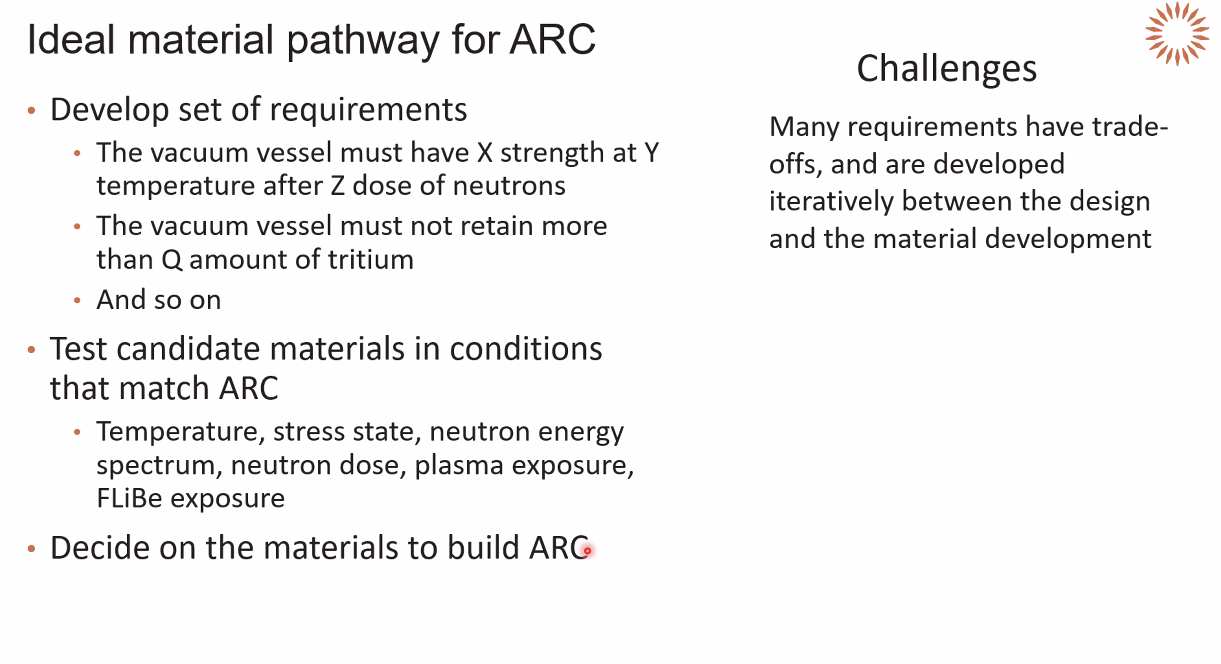 Ideal material pathway for ARC
• Develop set of requirements
• The vacuum vessel must have X strength at Y
temperature after Z dose of neutrons
• The vacuum vessel must not retain more
than Q amount of tritium
• And so on
• Test candidate materials in conditions
that match ARC
• Temperature, stress state, neutron energy
spectrum, neutron dose, plasma exposure,
FLiBe exposure
• Decide on the materials to build ARC
Challenges
Many requirements have trade-
offs, and are developed
iteratively between the design
and the material development